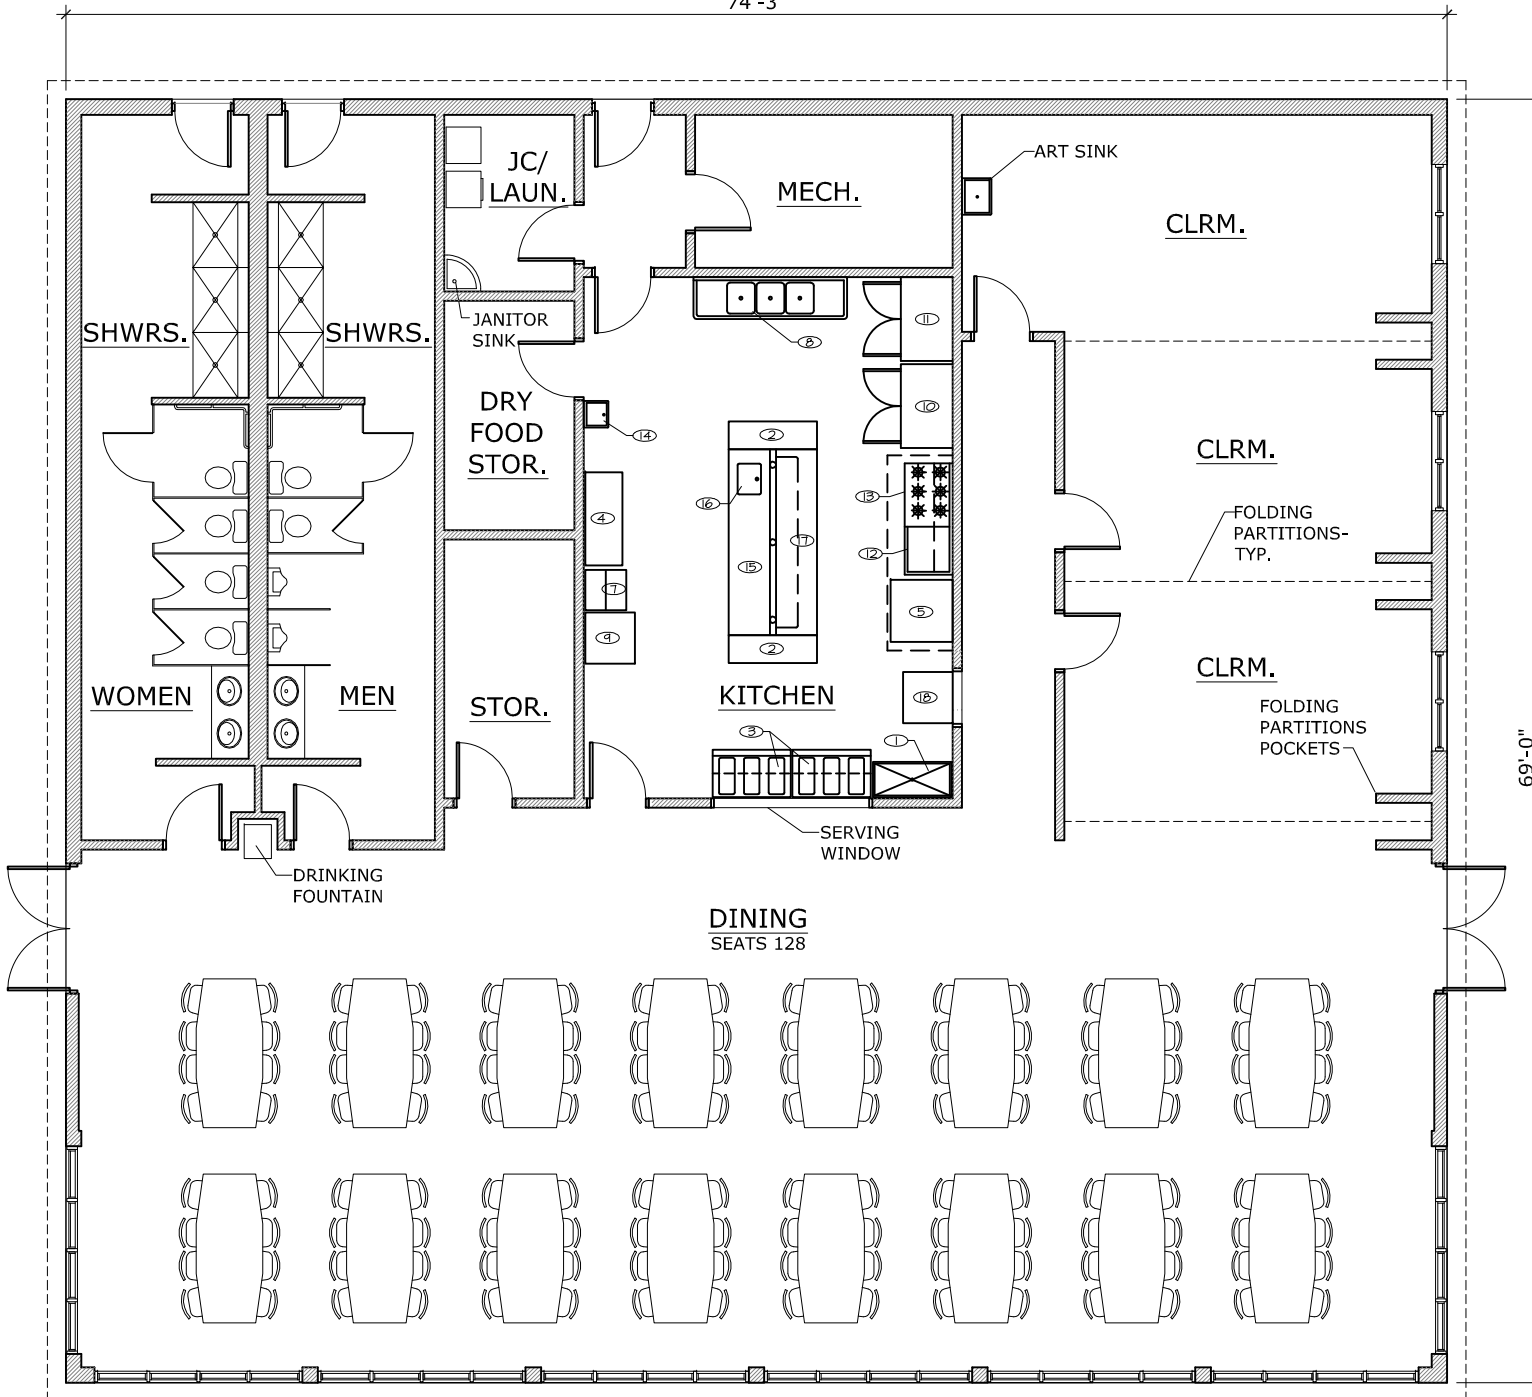 74'-3"
ART SINK
JC/
LAUN.
MECH.
CLRM.
JANITOR
SINK
SHWRS.
SHWRS.
11
8
DRY
FOOD
STOR.
10
14
2
CLRM.
16
13
4
17
FOLDING
PARTITIONS-
TYP.
15
12
7
5
9
2
CLRM.
WOMEN
MEN
STOR.
KITCHEN
18
FOLDING
PARTITIONS
POCKETS
3
1
69'-0"
SERVING
WINDOW
DRINKING
FOUNTAIN
DINING
SEATS 128